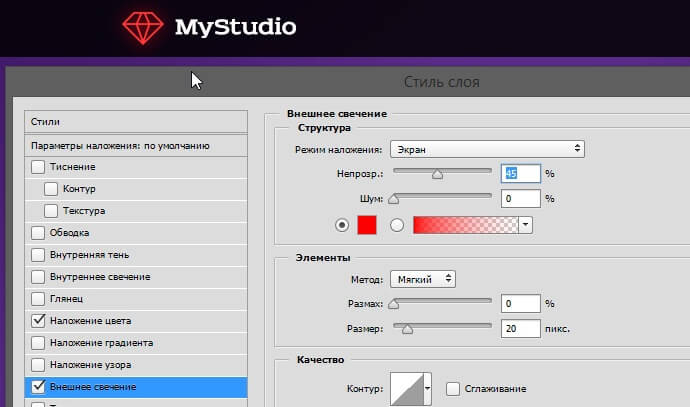 MyStudio
Стиль слоя
Стили
Параметры наложения: по умолчанию
Тиснение
Контур
Текстура
Обводка
Внутренняя тень
Внутреннее свечение
Глянец
Наложение цвета
Наложение градиента
Наложение узора
Внешнее свечение
Внешнее свечение
Структура
Режим наложения: Экран
Непрозр.: 45 %
Шум: 0 %
Элементы
Метод: Мягкий
Размах: 0 %
Размер: 20 пикс.
Качество
Контур: Сглаживание